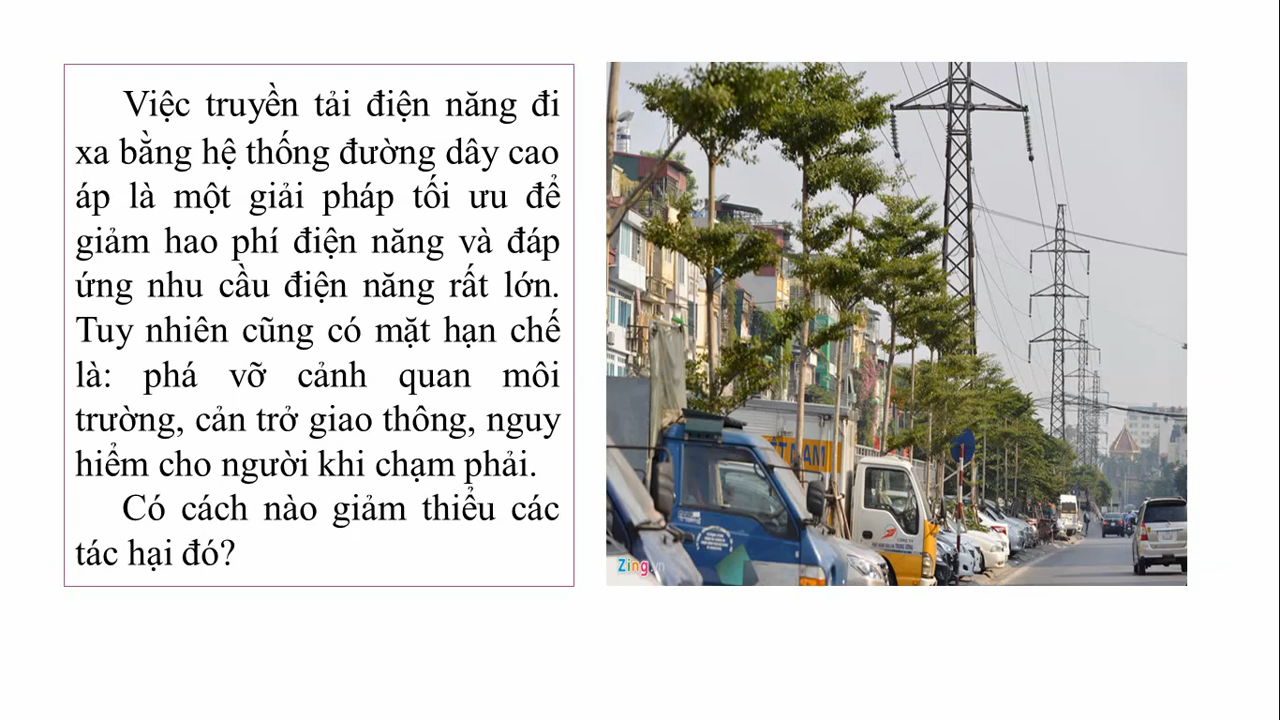 Việc truyền tải điện năng đi
xa bằng hệ thống đường dây cao
áp là một giải pháp tối ưu để
giảm hao phí điện năng và đáp
ứng nhu cầu điện năng rất lớn.
Tuy nhiên cũng có mặt hạn chế
là: phá vỡ cảnh quan môi
trường, cản trở giao thông, nguy
hiểm cho người khi chạm phải.
Có cách nào giảm thiểu các
tác hại đó?
ỆT NAM
Zing.vn